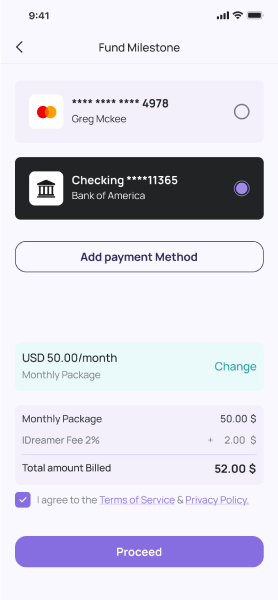 9:41
Fund Milestone
**** **** **** 4978
Greg Mckee
Checking ****11365
Bank of America
Add payment Method
USD 50.00/month
Monthly Package
Change
Monthly Package 50.00 $
IDreamer Fee 2% + 2.00 $
Total amount Billed 52.00 $
I agree to the Terms of Service & Privacy Policy.
Proceed